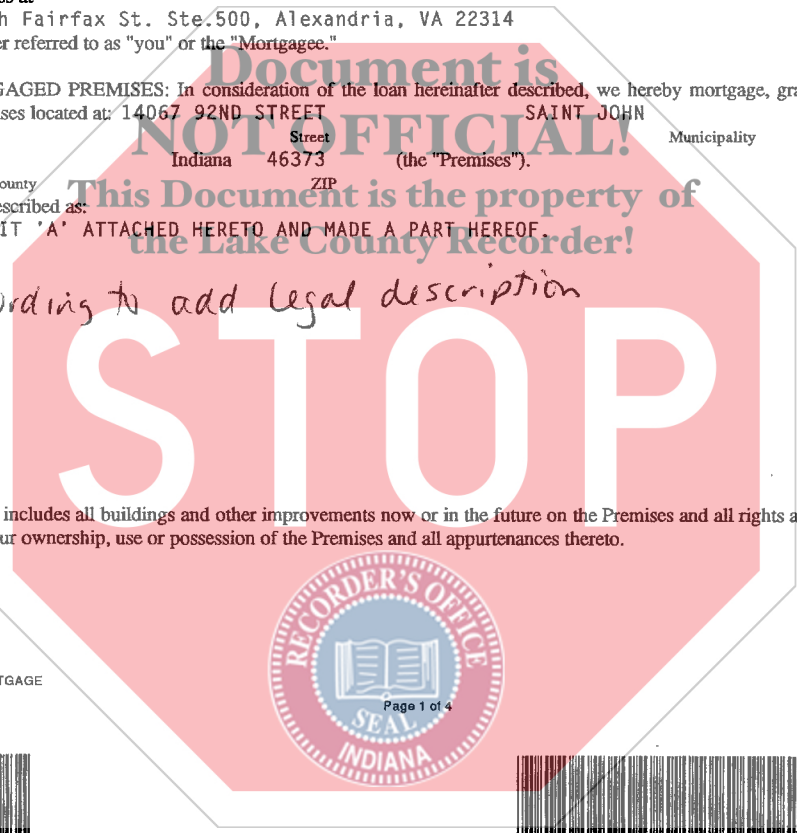 h Fairfax St. Ste.500, Alexandria, VA 22314
er referred to as "you" or the "Mortgagee."
Document is
GAGED PREMISES: In consideration of the loan hereinafter described, we hereby mortgage, gra
ses located at: 14067 92ND STREET SAINT JOHN
NOT OFFICIAL!
Street Municipality
Indiana 46373 (the "Premises").
ounty ZIP
This Document is the property of
escribed as:
IT 'A' ATTACHED HERETO AND MADE A PART HEREOF.
the Lake County Recorder!
ording to add legal description
STOP
includes all buildings and other improvements now or in the future on the Premises and all rights a
ur ownership, use or possession of the Premises and all appurtenances thereto.
RECORDER'S OFFICE
TGAGE
Page 1 of 4
SEAL
INDIANA